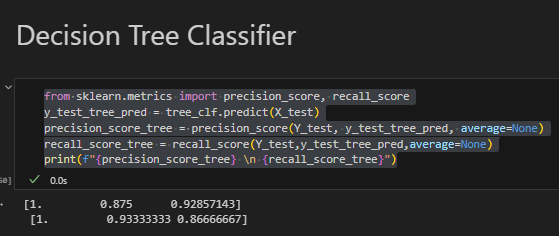 Decision Tree Classifier
from sklearn.metrics import precision_score, recall_score
y_test_tree_pred = tree_clf.predict(X_test)
precision_score_tree = precision_score(Y_test, y_test_tree_pred, average=None)
recall_score_tree = recall_score(Y_test,y_test_tree_pred,average=None)
print(f"{precision_score_tree} \n {recall_score_tree}")
0.0s
[1. 0.875 0.92857143]
[1. 0.93333333 0.86666667]